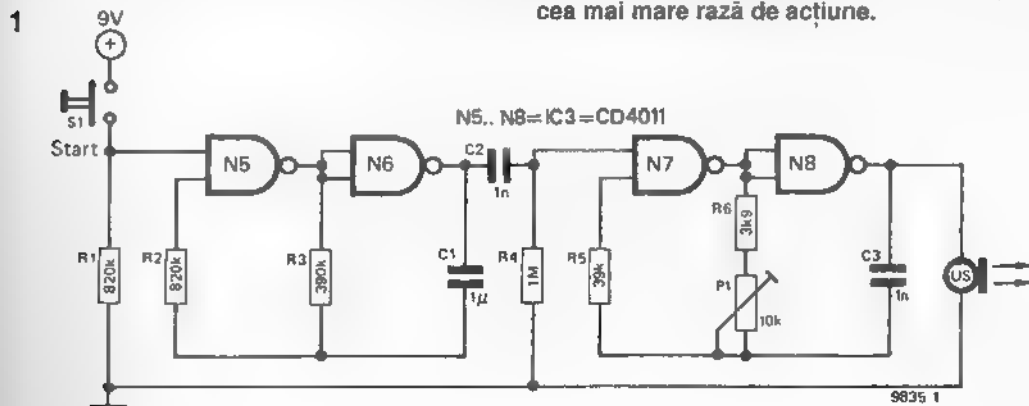 cea mai mare rază de acțiune.
1
9V
S1
Start
N5.. N8=IC3=CD4011
N5
N6
C2
1n
N7
N8
R1
820k
R2
820k
R3
390k
C1
1µ
R4
1M
R5
39k
R6
3k9
P1
10k
C3
1n
US
9835 1